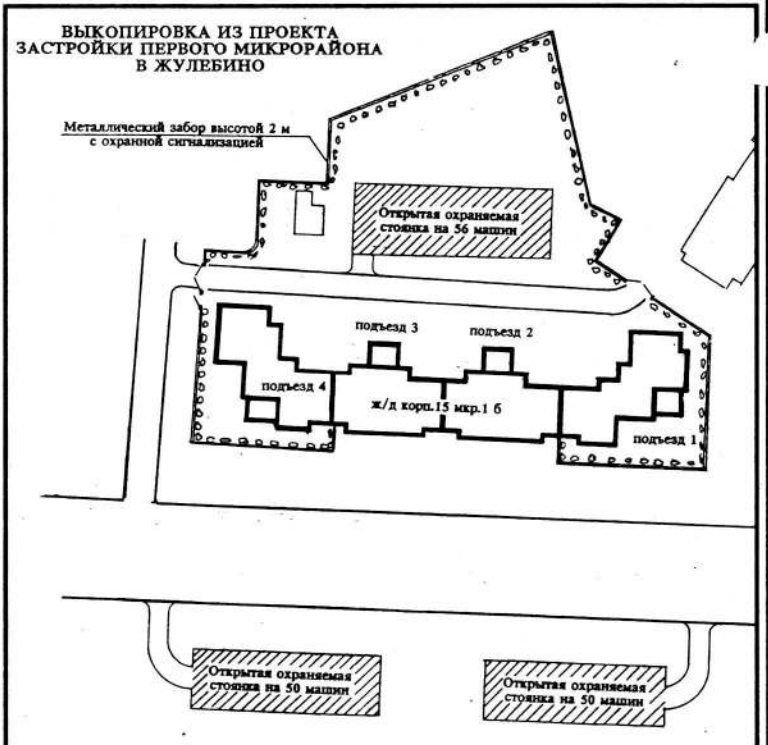 ВЫКОПИРОВКА ИЗ ПРОЕКТА
ЗАСТРОЙКИ ПЕРВОГО МИКРОРАЙОНА
В ЖУЛЕБИНО
Металлический забор высотой 2 м
с охранной сигнализацией
Открытая охраняемая
стоянка на 56 машин
подъезд 3
подъезд 2
подъезд 4
ж/д корп.15 мкр.1 б
подъезд 1
Открытая охраняемая
стоянка на 50 машин
Открытая охраняемая
стоянка на 50 машин